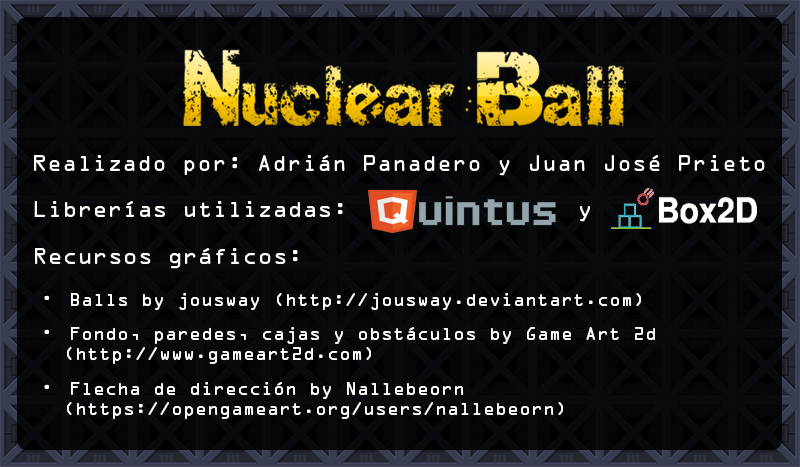 Nuclear Ball
Realizado por: Adrián Panadero y Juan José Prieto
Librerías utilizadas: Quintus y Box2D
Recursos gráficos:
· Balls by jousway (http://jousway.deviantart.com)
· Fondo, paredes, cajas y obstáculos by Game Art 2d
(http://www.gameart2d.com)
· Flecha de dirección by Nallebeorn
(https://opengameart.org/users/nallebeorn)